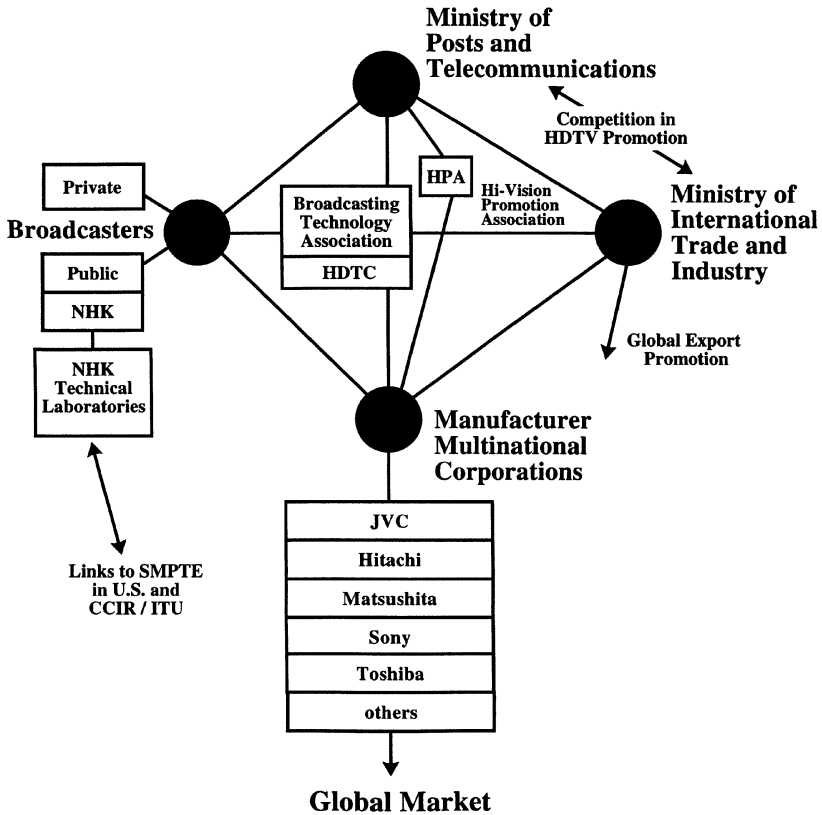 Ministry of
Posts and
Telecommunications
Competition in
HDTV Promotion
Private
HPA
Hi-Vision
Promotion
Association
Ministry of
International
Trade and
Industry
Broadcasting
Technology
Association
HDTC
Broadcasters
Public
NHK
NHK
Technical
Laboratories
Global Export
Promotion
Manufacturer
Multinational
Corporations
JVC
Hitachi
Matsushita
Sony
Toshiba
others
Links to SMPTE
in U.S. and
CCIR / ITU
Global Market